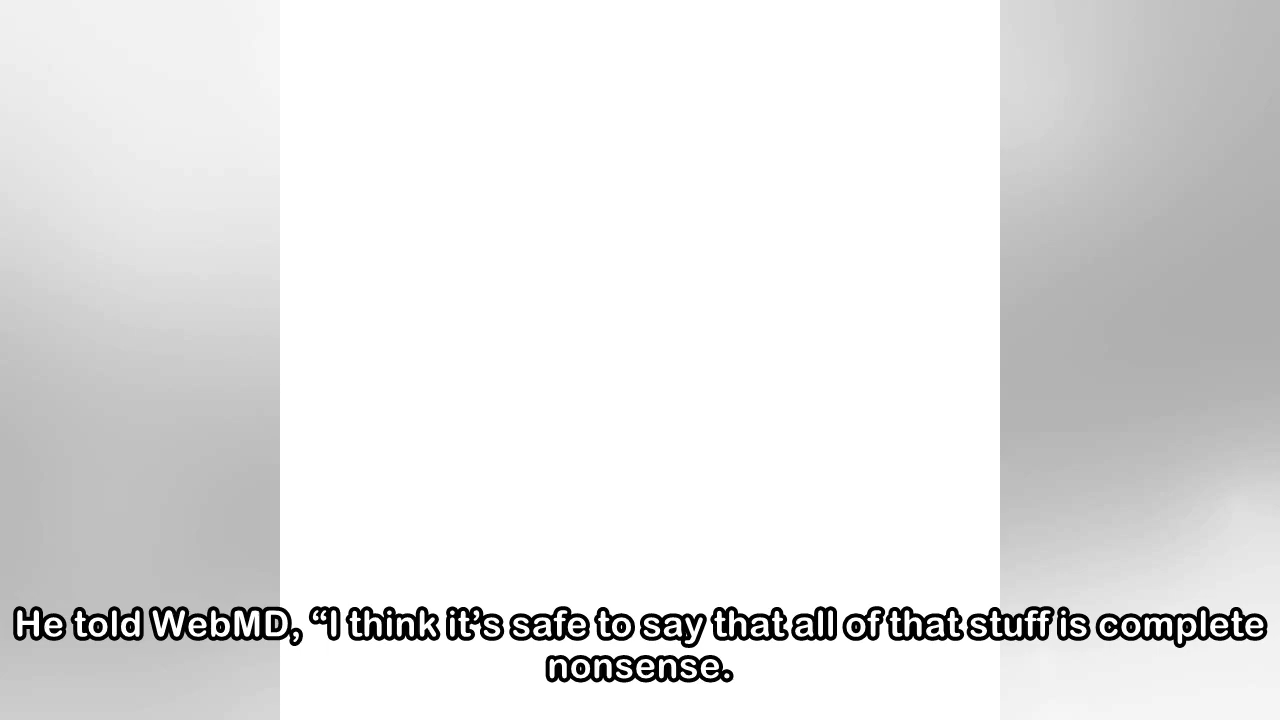 He told WebMD, “I think it’s safe to say that all of that stuff is complete
nonsense.